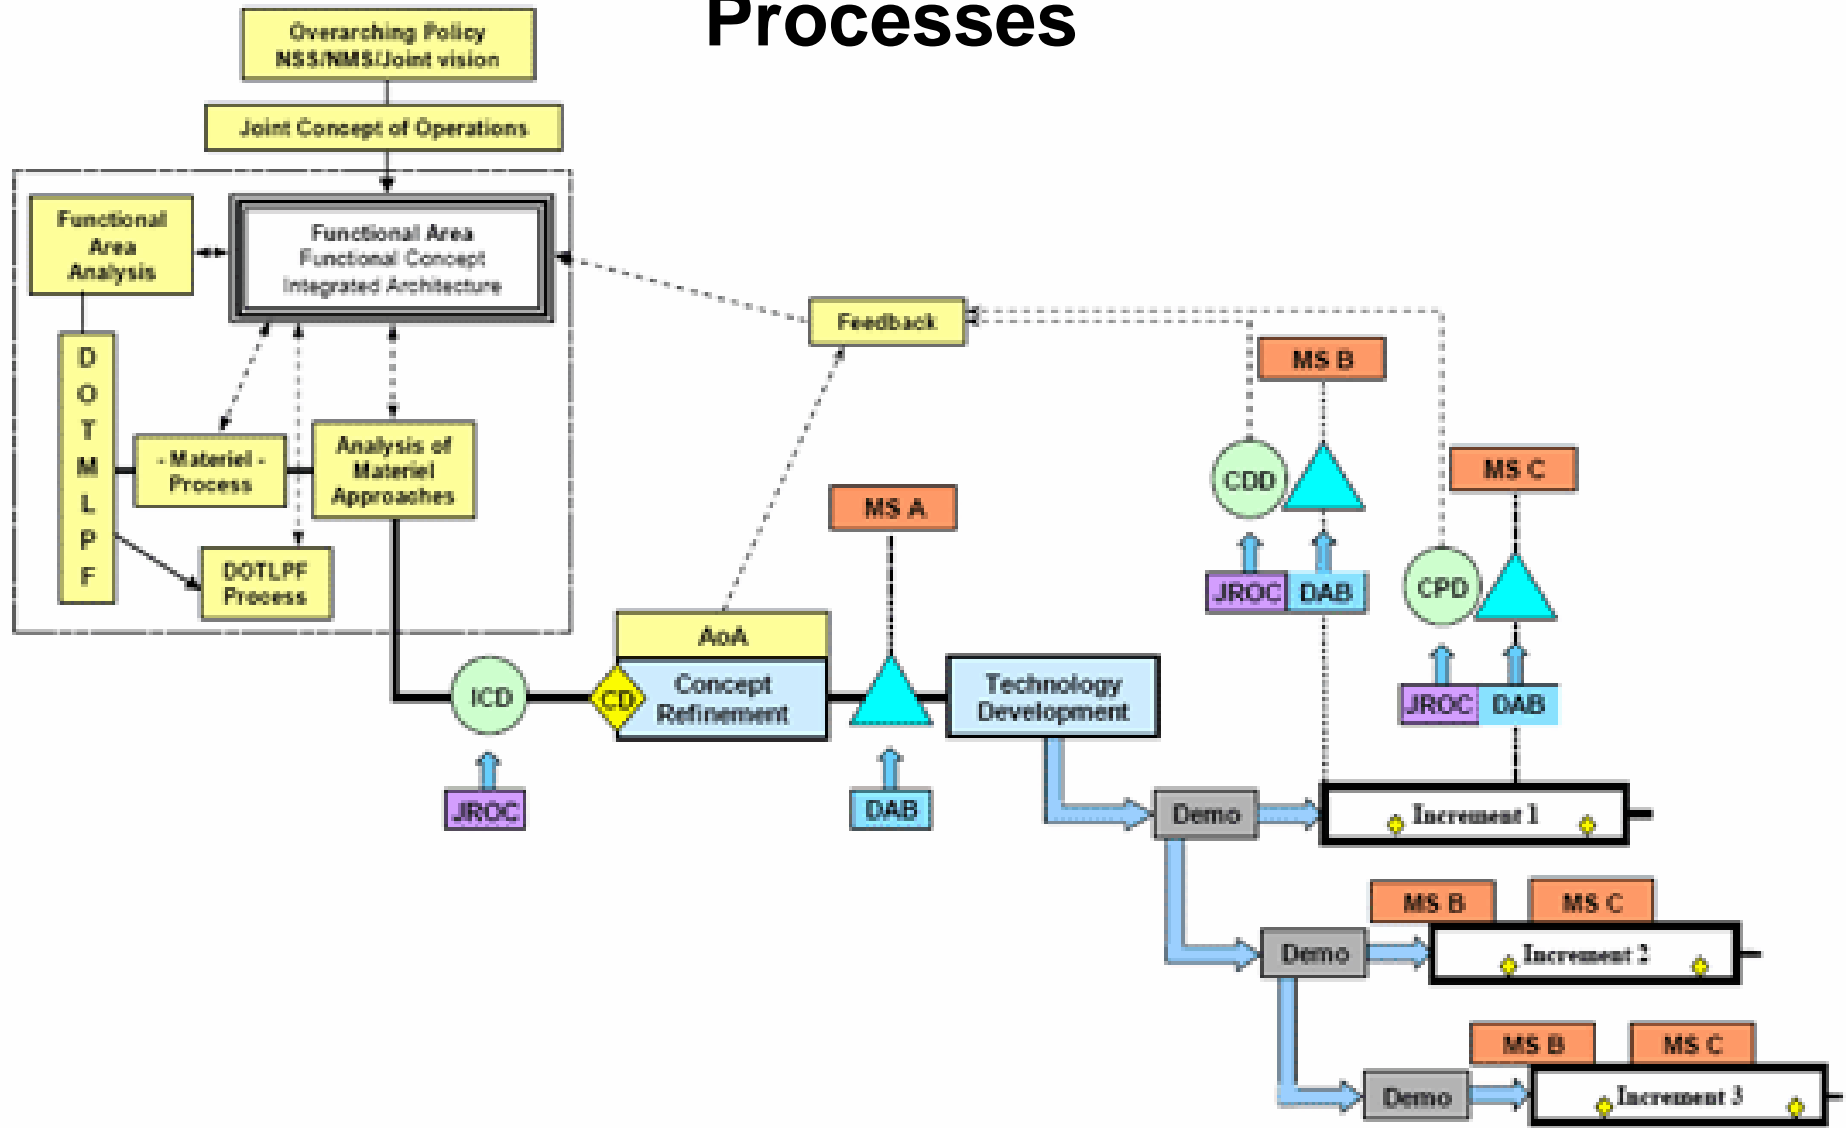 Processes
Overarching Policy
NSS/NMS/Joint vision
Joint Concept of Operations
Functional
Area
Analysis
Functional Area
Functional Concept
Integrated Architecture
D
O
T
M
L
P
F
- Materiel -
Process
Analysis of
Materiel
Approaches
DOTLPF
Process
Feedback
MS B
CDD
JROC
DAB
MS C
CPD
JROC
DAB
MS A
AoA
ICD
CD
Concept
Refinement
Technology
Development
JROC
DAB
Demo
Increment 1
MS B
MS C
Demo
Increment 2
MS B
MS C
Demo
Increment 3